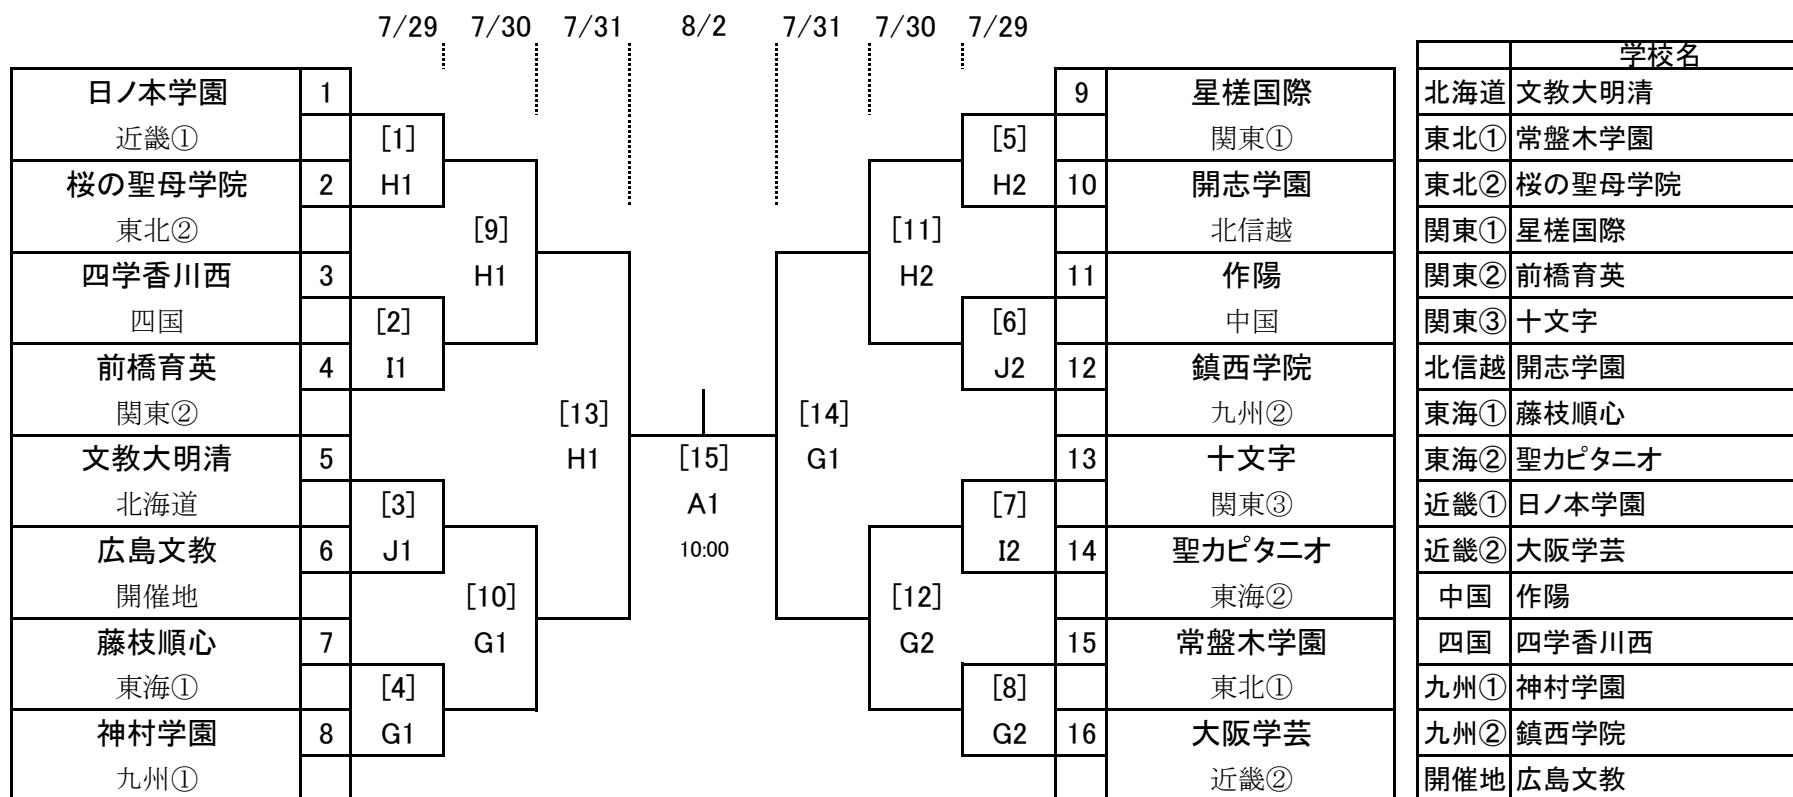 7/29 7/30 7/31 8/2 7/31 7/30 7/29
学校名
日ノ本学園 1 9 星槎国際 北海道 文教大明清
近畿① [1] [5] 関東① 東北① 常盤木学園
桜の聖母学院 2 H1 H2 10 開志学園 東北② 桜の聖母学院
東北② [9] [11] 北信越 関東① 星槎国際
四学香川西 3 H1 H2 11 作陽 関東② 前橋育英
四国 [2] [6] 中国 関東③ 十文字
前橋育英 4 I1 J2 12 鎮西学院 北信越 開志学園
関東② [13] [14] 九州② 東海① 藤枝順心
文教大明清 5 H1 [15] G1 13 十文字 東海② 聖カピタニオ
北海道 [3] A1 [7] 関東③ 近畿① 日ノ本学園
広島文教 6 J1 10:00 I2 14 聖カピタニオ 近畿② 大阪学芸
開催地 [10] [12] 東海② 中国 作陽
藤枝順心 7 G1 G2 15 常盤木学園 四国 四学香川西
東海① [4] [8] 東北① 九州① 神村学園
神村学園 8 G1 G2 16 大阪学芸 九州② 鎮西学院
九州① 近畿② 開催地 広島文教